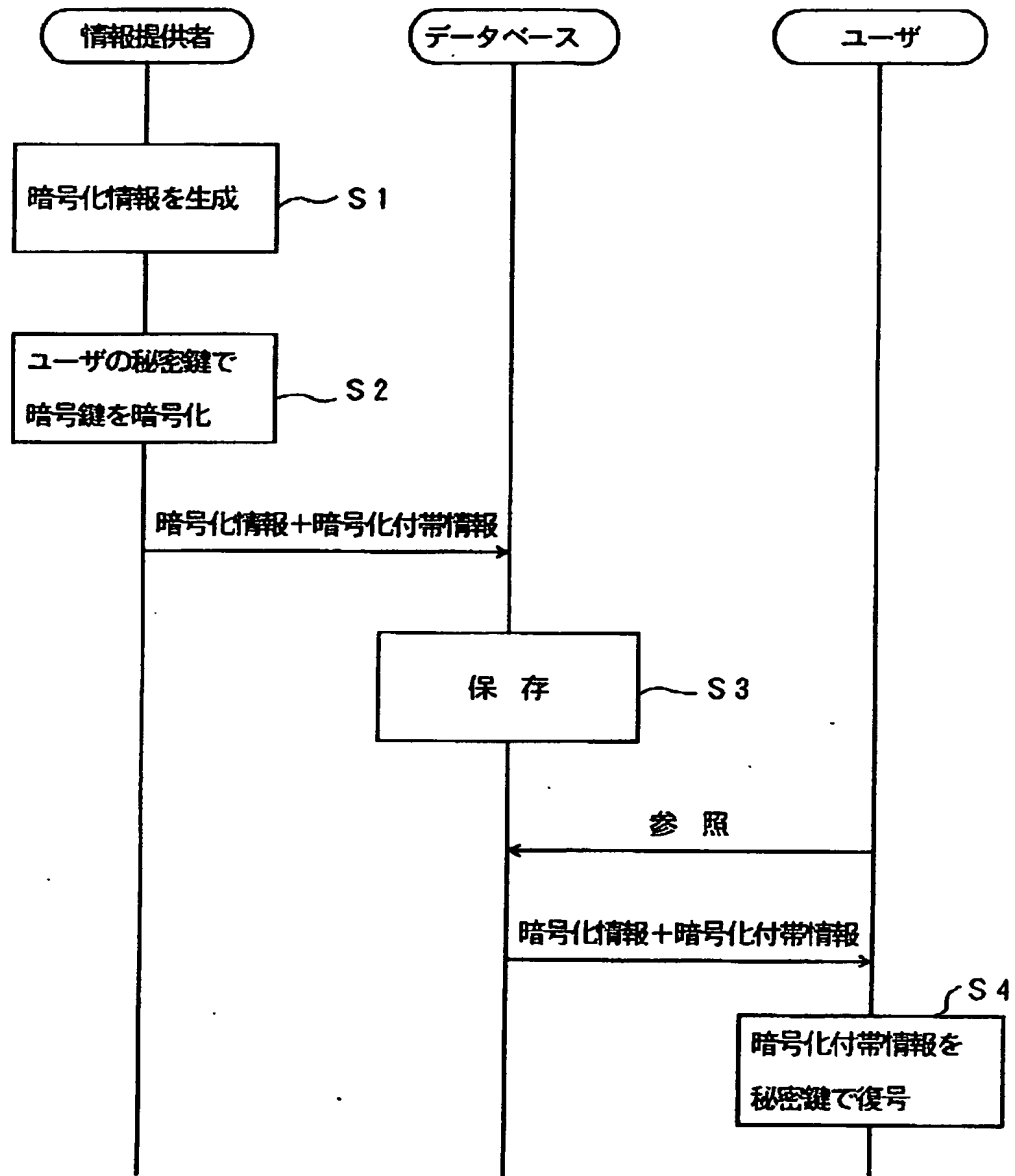 情報提供者
データベース
ユーザ
暗号化情報を生成
S1
ユーザの秘密鍵で
暗号鍵を暗号化
S2
暗号化情報+暗号化付帯情報
保 存
S3
参 照
暗号化情報+暗号化付帯情報
S4
暗号化付帯情報を
秘密鍵で復号